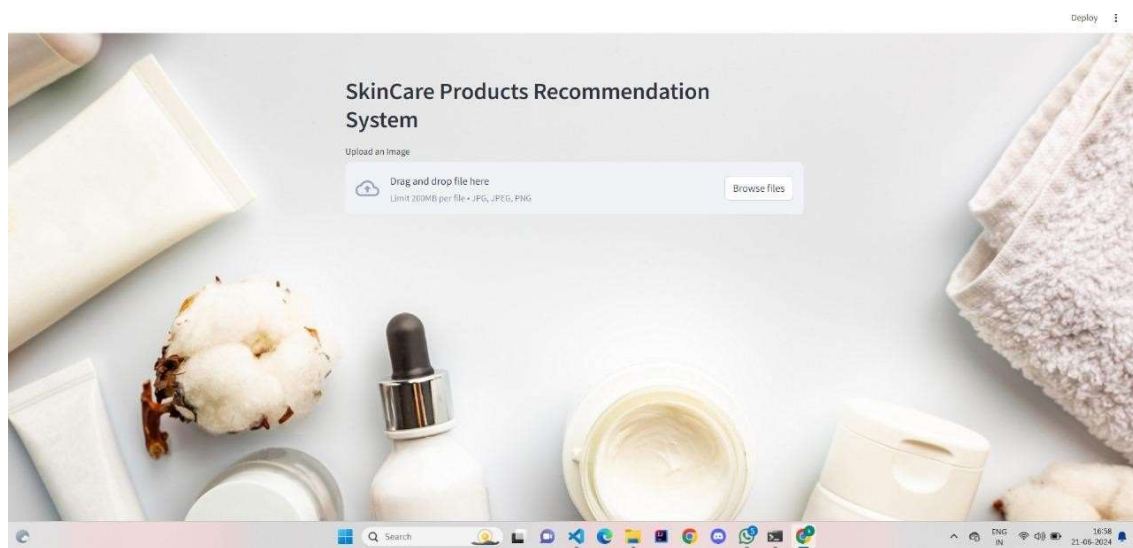 Deploy
SkinCare Products Recommendation
System
Upload an Image
Drag and drop file here
Limit 200MB per file • JPG, JPEG, PNG
Browse files
Search
ENG
IN
16:58
21-06-2024